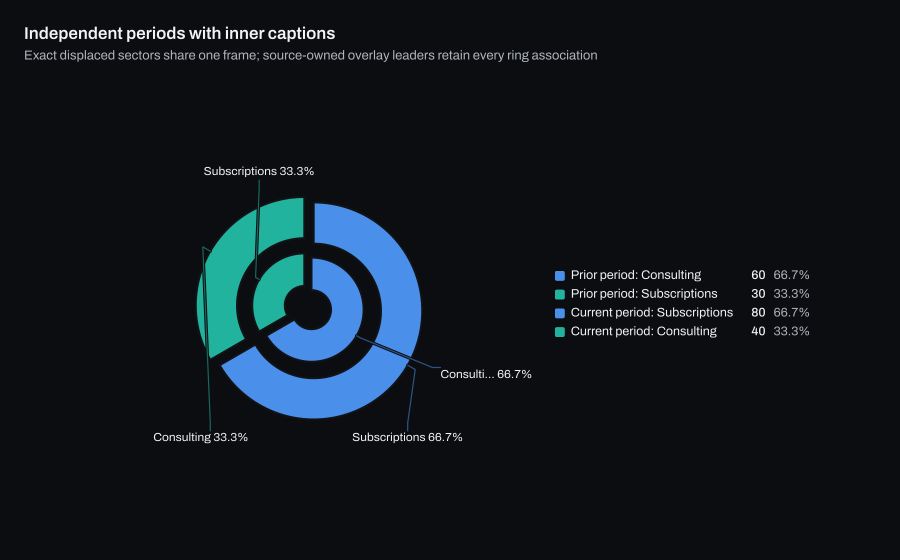 Independent periods with inner captions
Exact displaced sectors share one frame; source-owned overlay leaders retain every ring association
Subscriptions 33.3%
Prior period: Consulting 60 66.7%
Prior period: Subscriptions 30 33.3%
Current period: Subscriptions 80 66.7%
Current period: Consulting 40 33.3%
Consulti... 66.7%
Consulting 33.3%
Subscriptions 66.7%